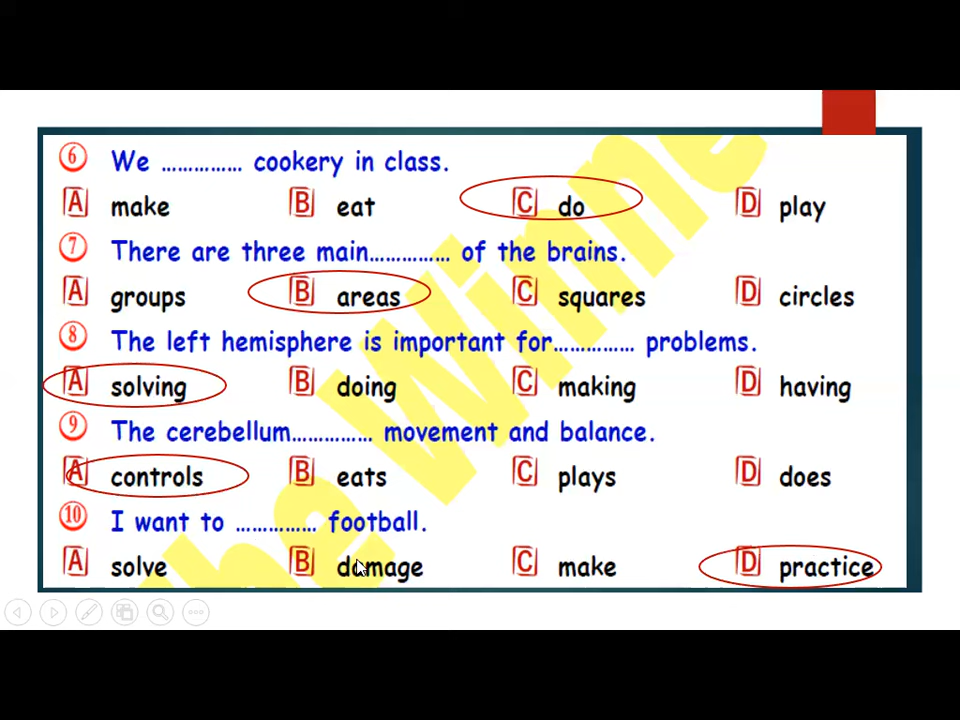 6 We …………… cookery in class.
A make B eat C do D play
7 There are three main…………… of the brains.
A groups B areas C squares D circles
8 The left hemisphere is important for…………… problems.
A solving B doing C making D having
9 The cerebellum…………… movement and balance.
A controls B eats C plays D does
10 I want to …………… football.
A solve B damage C make D practice
The Winne